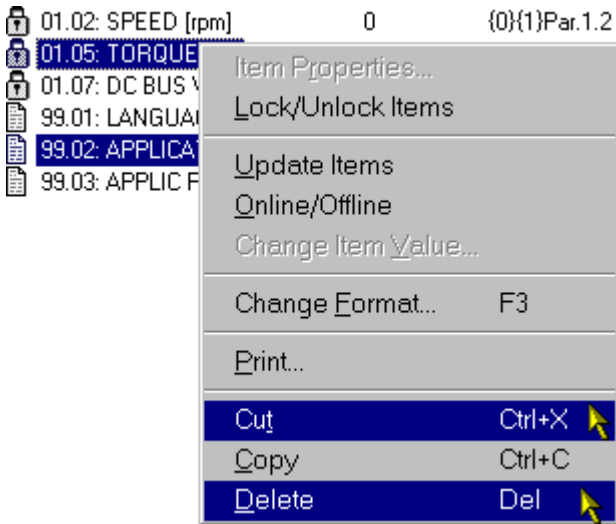 01.02: SPEED [rpm] 0 {0}{1}Par.1.2
01.05: TORQUE
01.07: DC BUS
99.01: LANGUA
99.02: APPLICA
99.03: APPLIC F
Item Properties...
Lock/Unlock Items
Update Items
Online/Offline
Change Item Value...
Change Format... F3
Print...
Cut Ctrl+X
Copy Ctrl+C
Delete Del